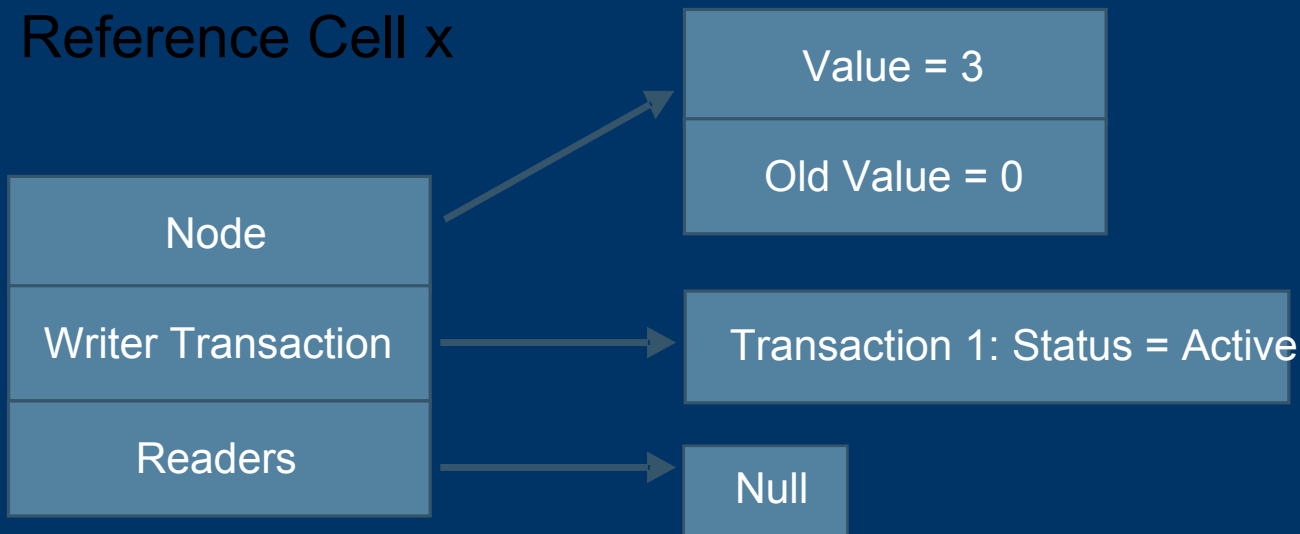 Reference Cell x
Value = 3
Old Value = 0
Node
Writer Transaction
Transaction 1: Status = Active
Readers
Null